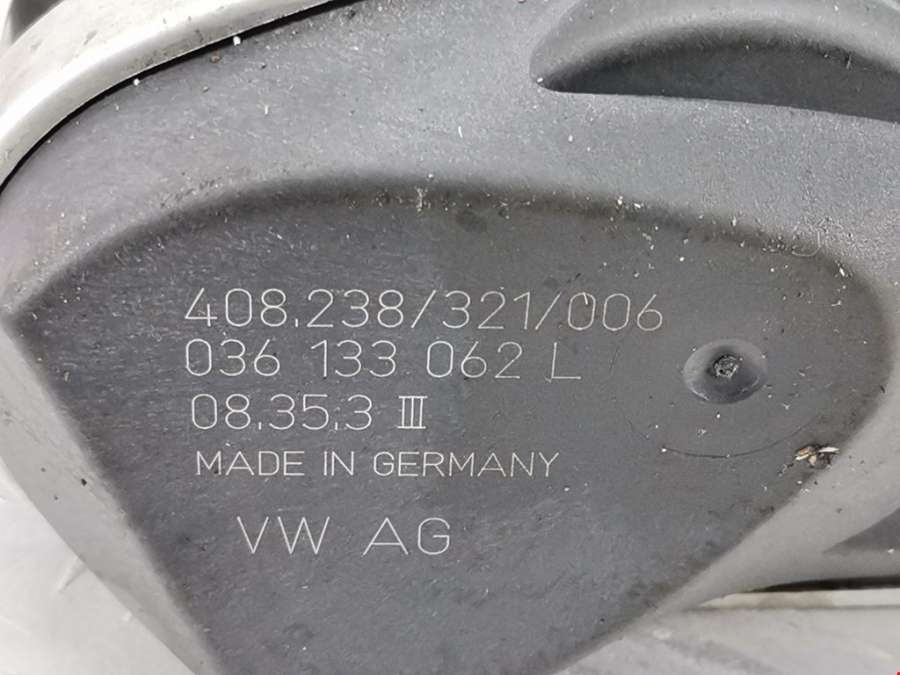 408.238/321/006
036 133 062 L
08.35.3 III
MADE IN GERMANY
VW AG